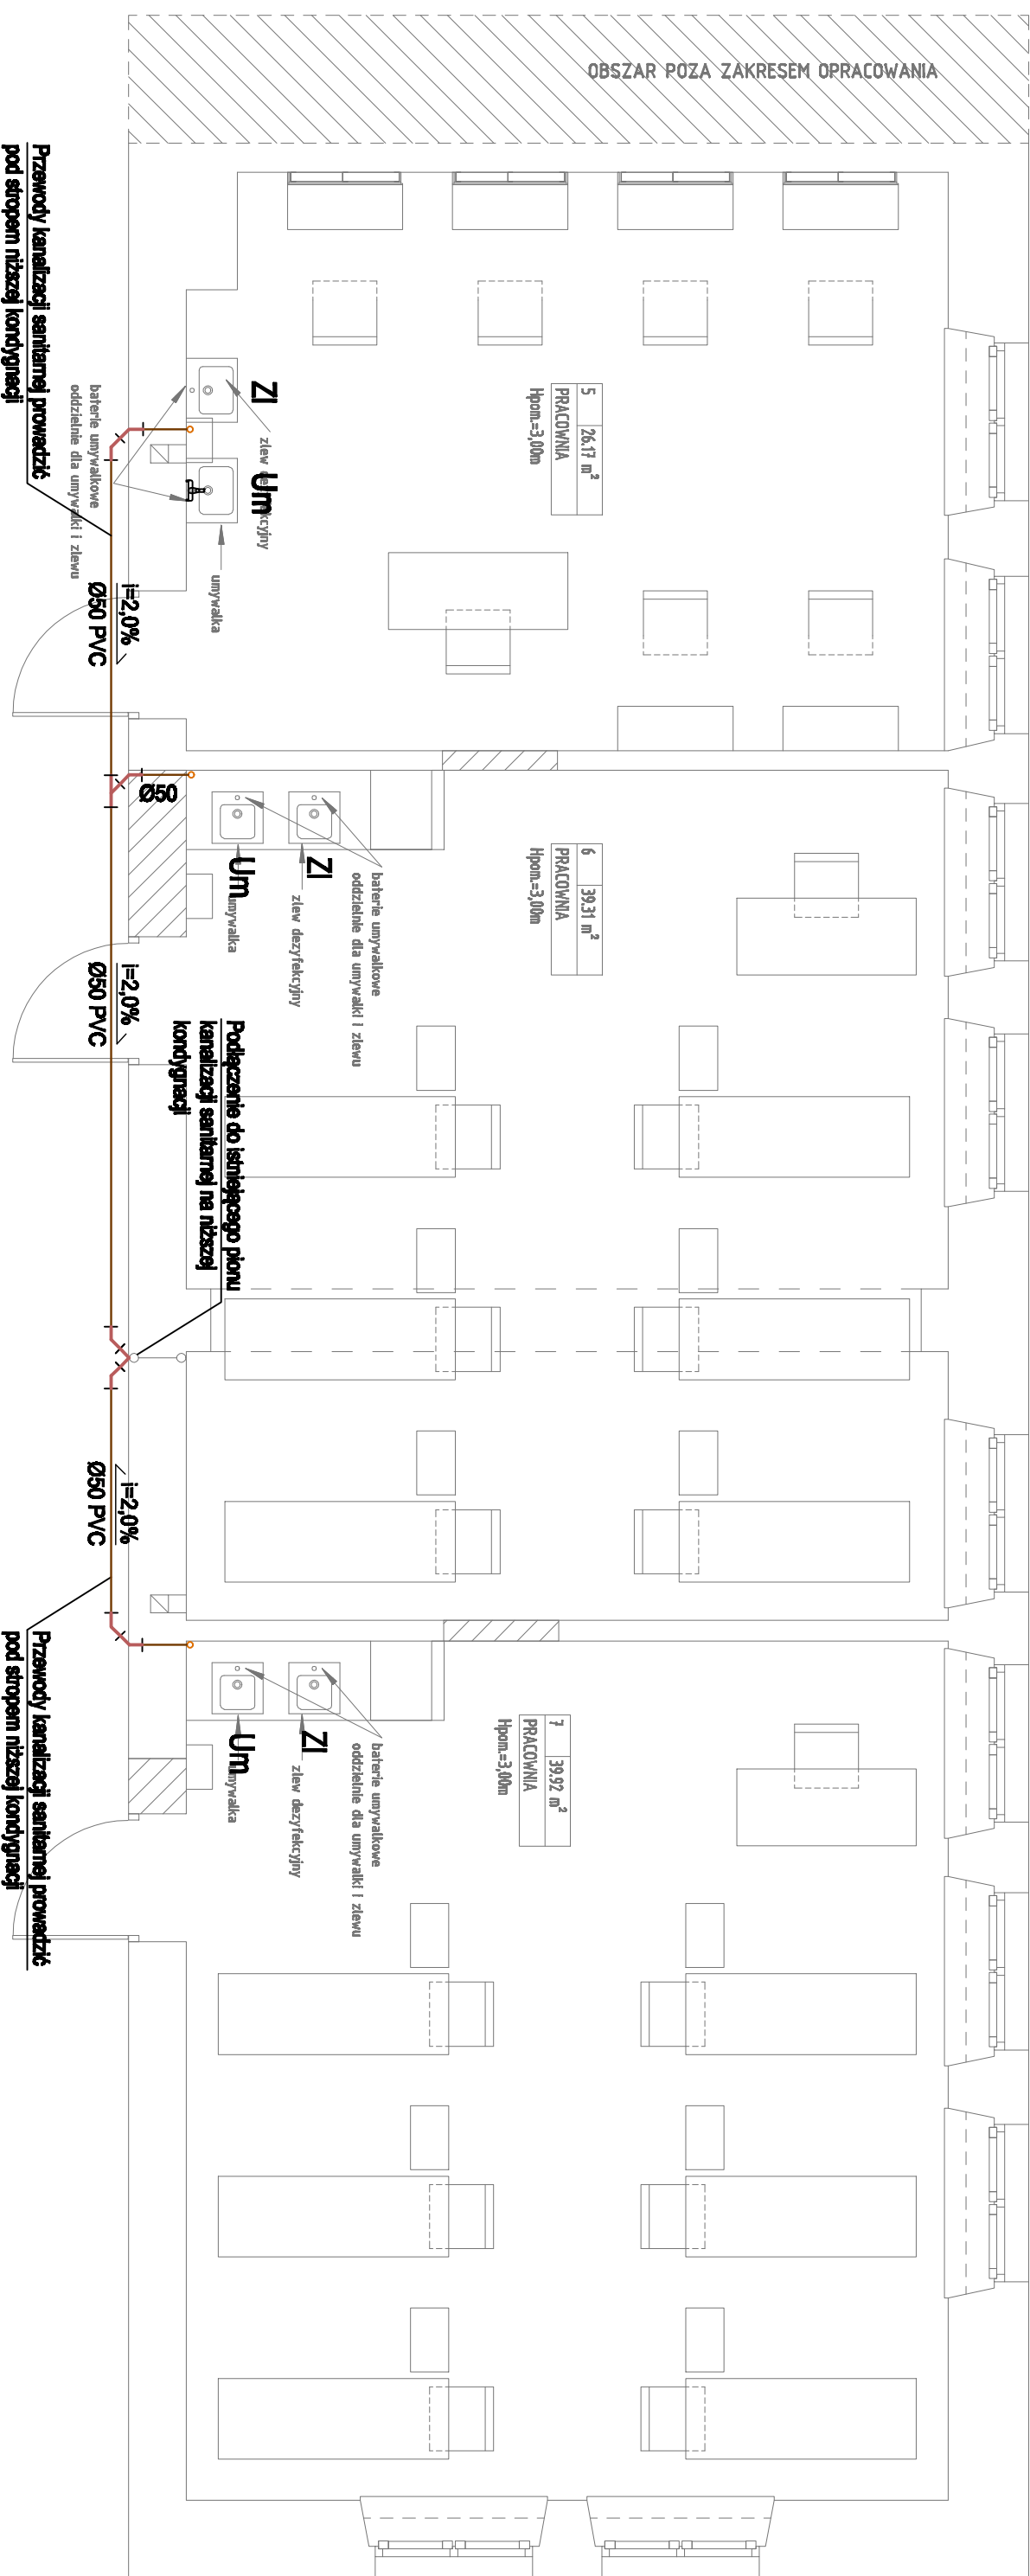 OBSZAR POZA ZAKRESEM OPRACOWANIA
5 26.17 m²
PRACOWNIA
Hpom.=3,00m
Zl
zlew dezyfekcyjny
Um
umywalka
baterie umywalkowe
oddzielnie dla umywalki i zlewu
Przewody kanalizacji sanitarnej prowadzić
pod stropem niższej kondygnacji
i=2,0%
Ø50 PVC
Ø50
6 39.31 m²
PRACOWNIA
Hpom.=3,00m
baterie umywalkowe
oddzielnie dla umywalki i zlewu
Zl
zlew dezyfekcyjny
Um
umywalka
i=2,0%
Ø50 PVC
Podłączenie do istniejącego pionu
kanalizacji sanitarnej na niższej
kondygnacji
i=2,0%
Ø50 PVC
7 39.92 m²
PRACOWNIA
Hpom.=3,00m
baterie umywalkowe
oddzielnie dla umywalki i zlewu
Zl
zlew dezyfekcyjny
Um
umywalka
Przewody kanalizacji sanitarnej prowadzić
pod stropem niższej kondygnacji